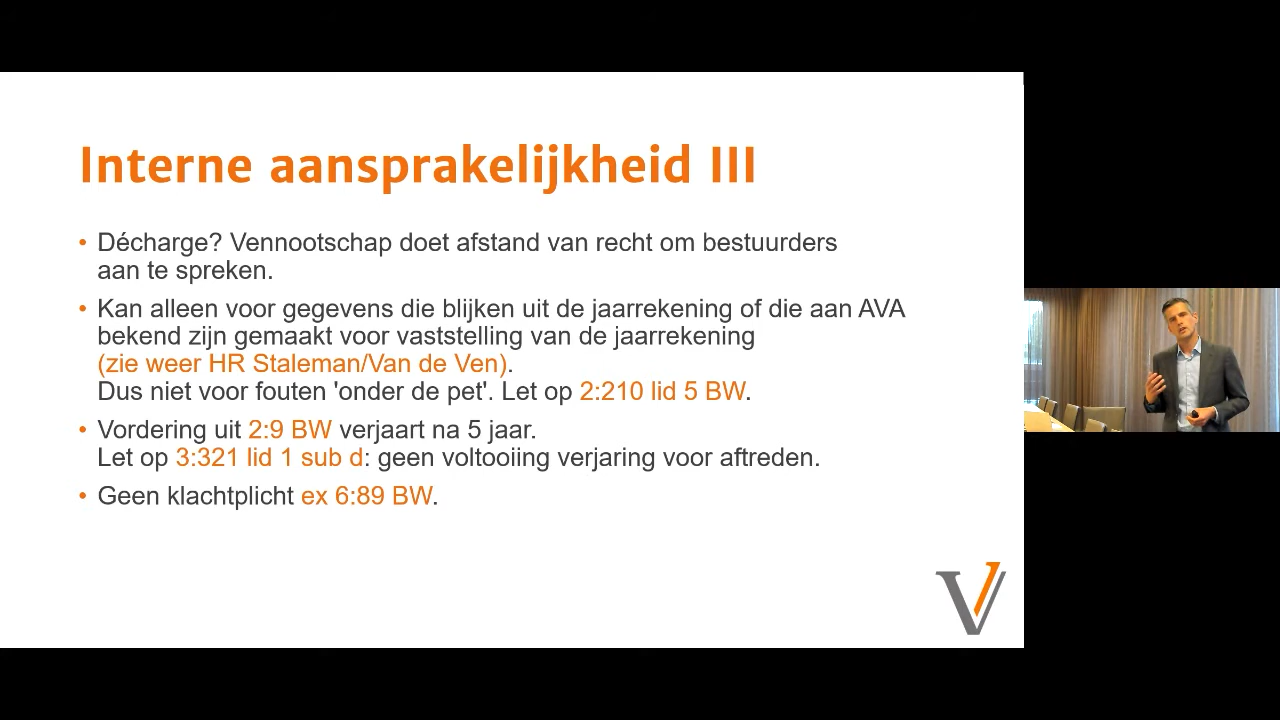 Interne aansprakelijkheid III
• Décharge? Vennootschap doet afstand van recht om bestuurders
aan te spreken.
• Kan alleen voor gegevens die blijken uit de jaarrekening of die aan AVA
bekend zijn gemaakt voor vaststelling van de jaarrekening
(zie weer HR Staleman/Van de Ven).
Dus niet voor fouten 'onder de pet'. Let op 2:210 lid 5 BW.
• Vordering uit 2:9 BW verjaart na 5 jaar.
Let op 3:321 lid 1 sub d: geen voltooiing verjaring voor aftreden.
• Geen klachtplicht ex 6:89 BW.